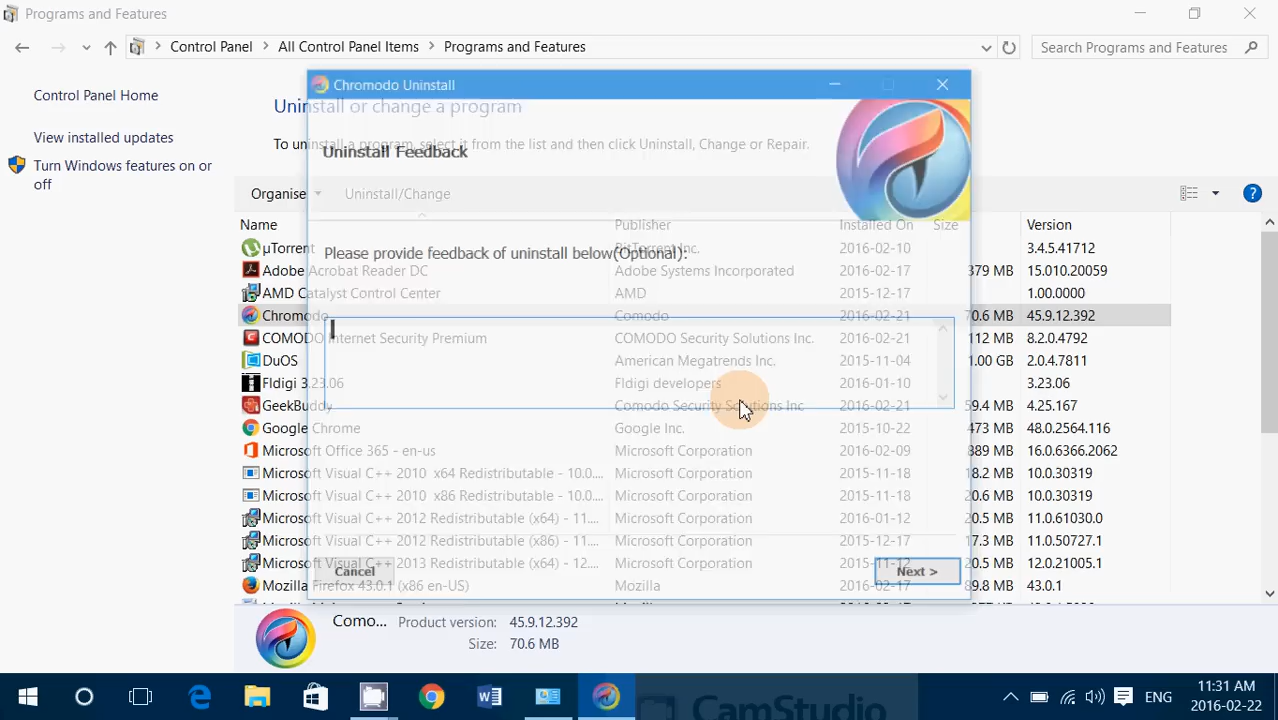 Programs and Features
Control Panel > All Control Panel Items > Programs and Features
Search Programs and Features
Control Panel Home
View installed updates
Turn Windows features on or
off
Chromodo Uninstall
Uninstall or change a program
To uninstall a program, select it from the list and then click Uninstall, Change or Repair.
Uninstall Feedback
Organise Uninstall/Change
Name Publisher Installed On Size Version
Please provide feedback of uninstall below(Optional):
µTorrent BitTorrent Inc. 2016-02-10 3.4.5.41712
Adobe Acrobat Reader DC Adobe Systems Incorporated 2016-02-17 379 MB 15.010.20059
AMD Catalyst Control Center AMD 2015-12-17 1.00.0000
Chromodo Comodo 2016-02-21 70.6 MB 45.9.12.392
COMODO Internet Security Premium COMODO Security Solutions Inc. 2016-02-21 112 MB 8.2.0.4792
DuOS American Megatrends Inc. 2015-11-04 1.00 GB 2.0.4.7811
Fldigi 3.23.06 Fldigi developers 2016-01-10 3.23.06
GeekBuddy Comodo Security Solutions Inc 2016-02-21 59.4 MB 4.25.167
Google Chrome Google Inc. 2015-10-22 473 MB 48.0.2564.116
Microsoft Office 365 - en-us Microsoft Corporation 2016-02-09 889 MB 16.0.6366.2062
Microsoft Visual C++ 2010 x64 Redistributable - 10.0.... Microsoft Corporation 2015-11-18 18.2 MB 10.0.30319
Microsoft Visual C++ 2010 x86 Redistributable - 10.0.... Microsoft Corporation 2015-11-18 20.6 MB 10.0.30319
Microsoft Visual C++ 2012 Redistributable (x64) - 11.... Microsoft Corporation 2016-01-12 20.5 MB 11.0.61030.0
Microsoft Visual C++ 2012 Redistributable (x86) - 11.... Microsoft Corporation 2015-12-17 17.3 MB 11.0.50727.1
Microsoft Visual C++ 2013 Redistributable (x64) - 12.... Microsoft Corporation 2015-11-12 20.5 MB 12.0.21005.1
Cancel Next >
Mozilla Firefox 43.0.1 (x86 en-US) Mozilla 2016-02-17 89.8 MB 43.0.1
Como... Product version: 45.9.12.392
Size: 70.6 MB
CamStudio
ENG
11:31 AM
2016-02-22